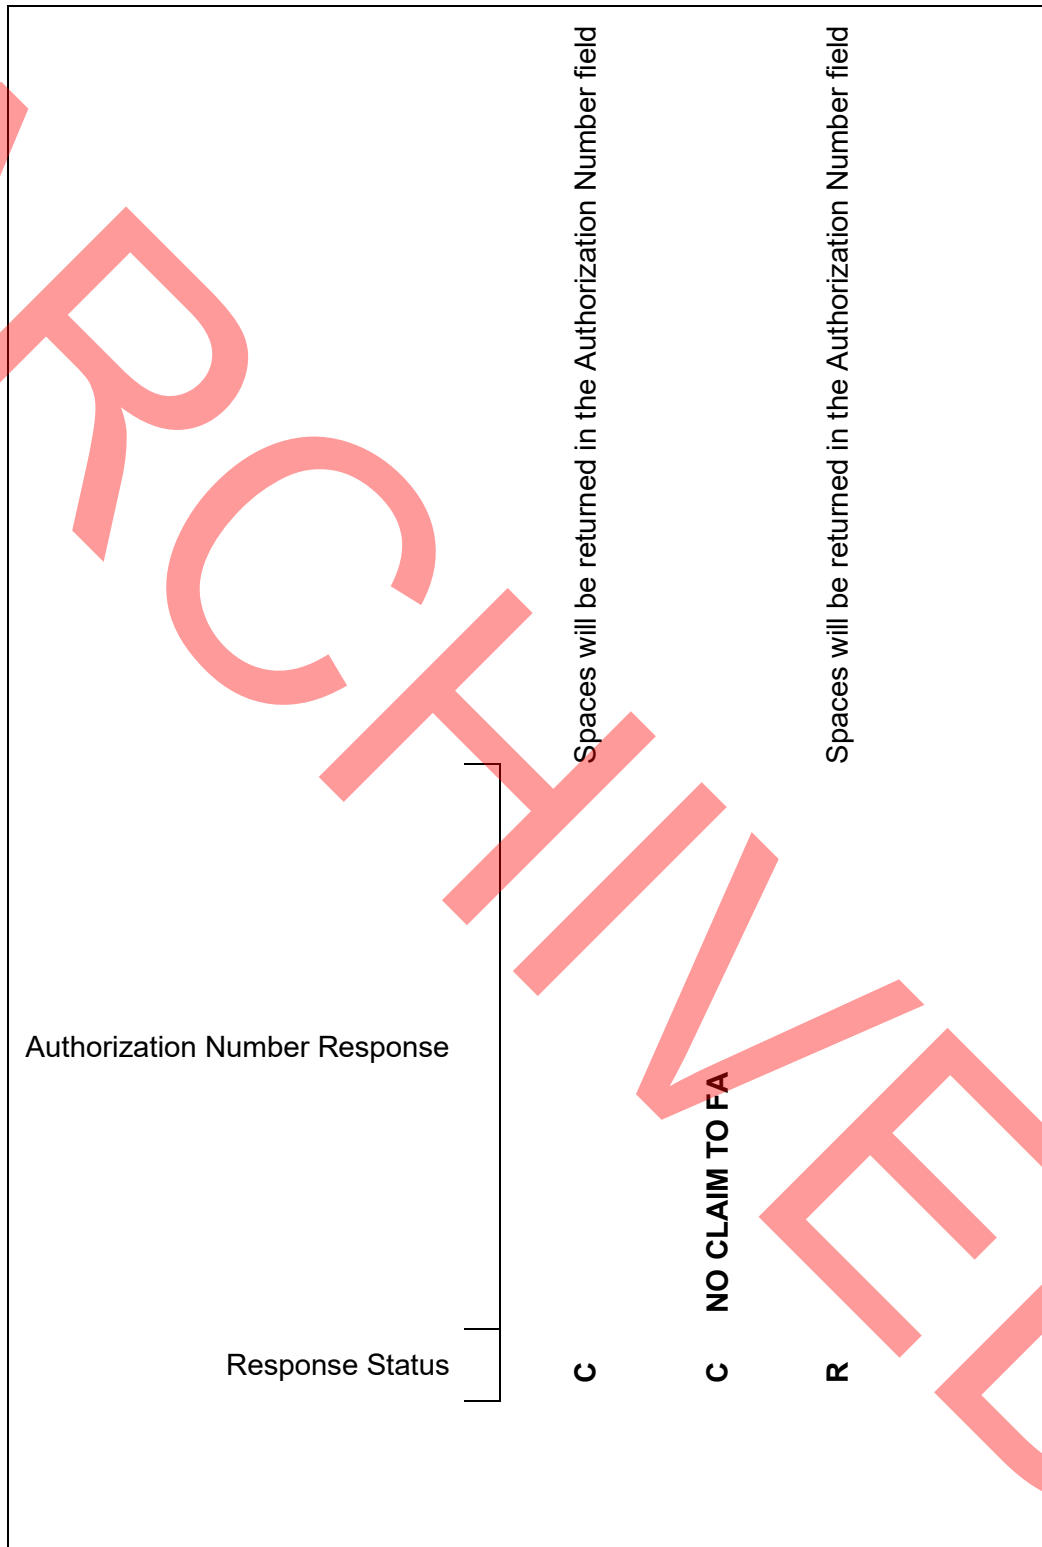 Authorization Number Response
Response Status
C Spaces will be returned in the Authorization Number field
C NO CLAIM TO FA
R Spaces will be returned in the Authorization Number field
ARCHIVED